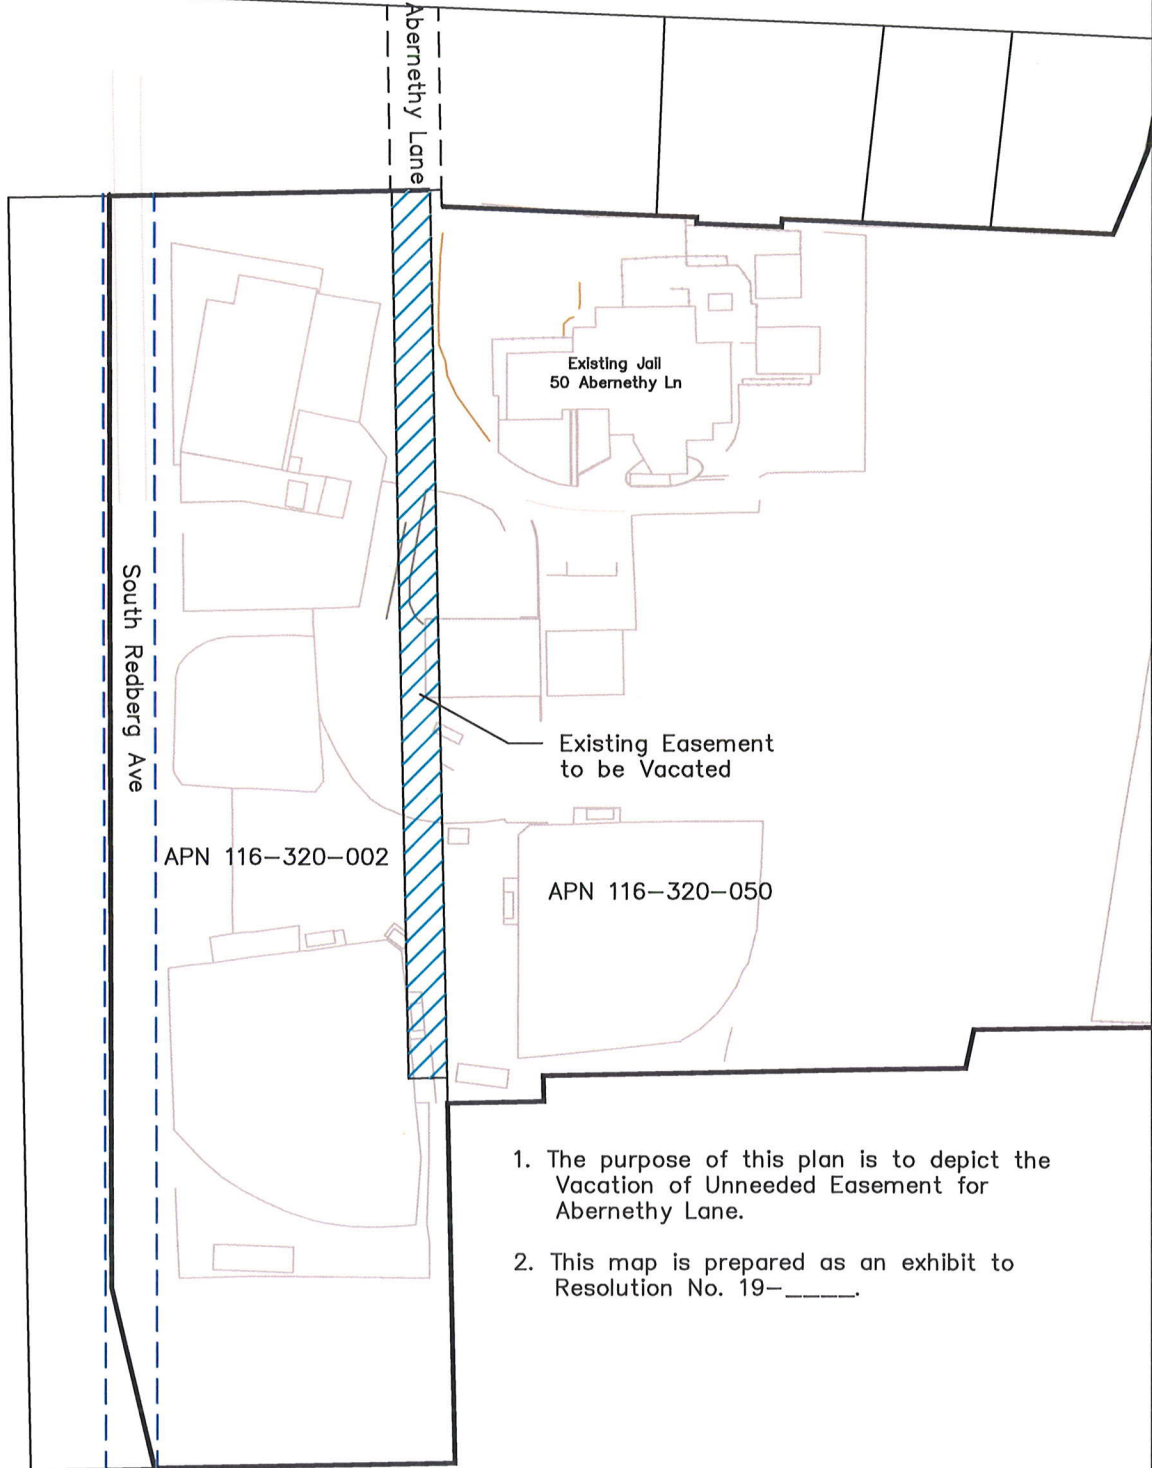 Abernethy Lane
Existing Jail
50 Abernethy Ln
South Redberg Ave
Existing Easement
to be Vacated
APN 116-320-002
APN 116-320-050
1. The purpose of this plan is to depict the
Vacation of Unneeded Easement for
Abernethy Lane.
2. This map is prepared as an exhibit to
Resolution No. 19-____.